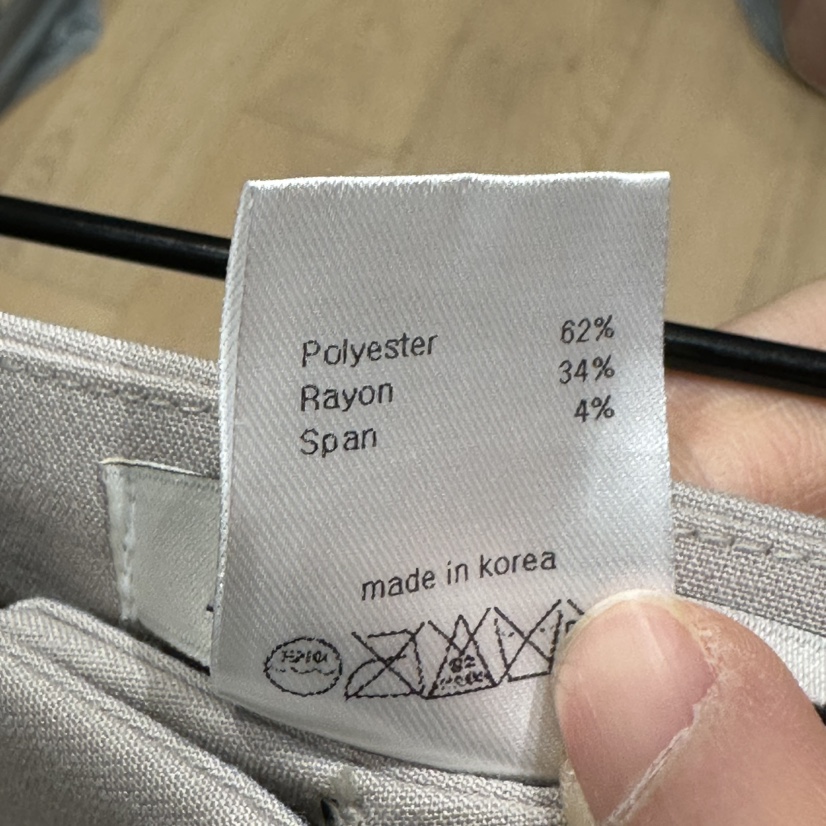 Polyester 62%
Rayon 34%
Span 4%
made in korea